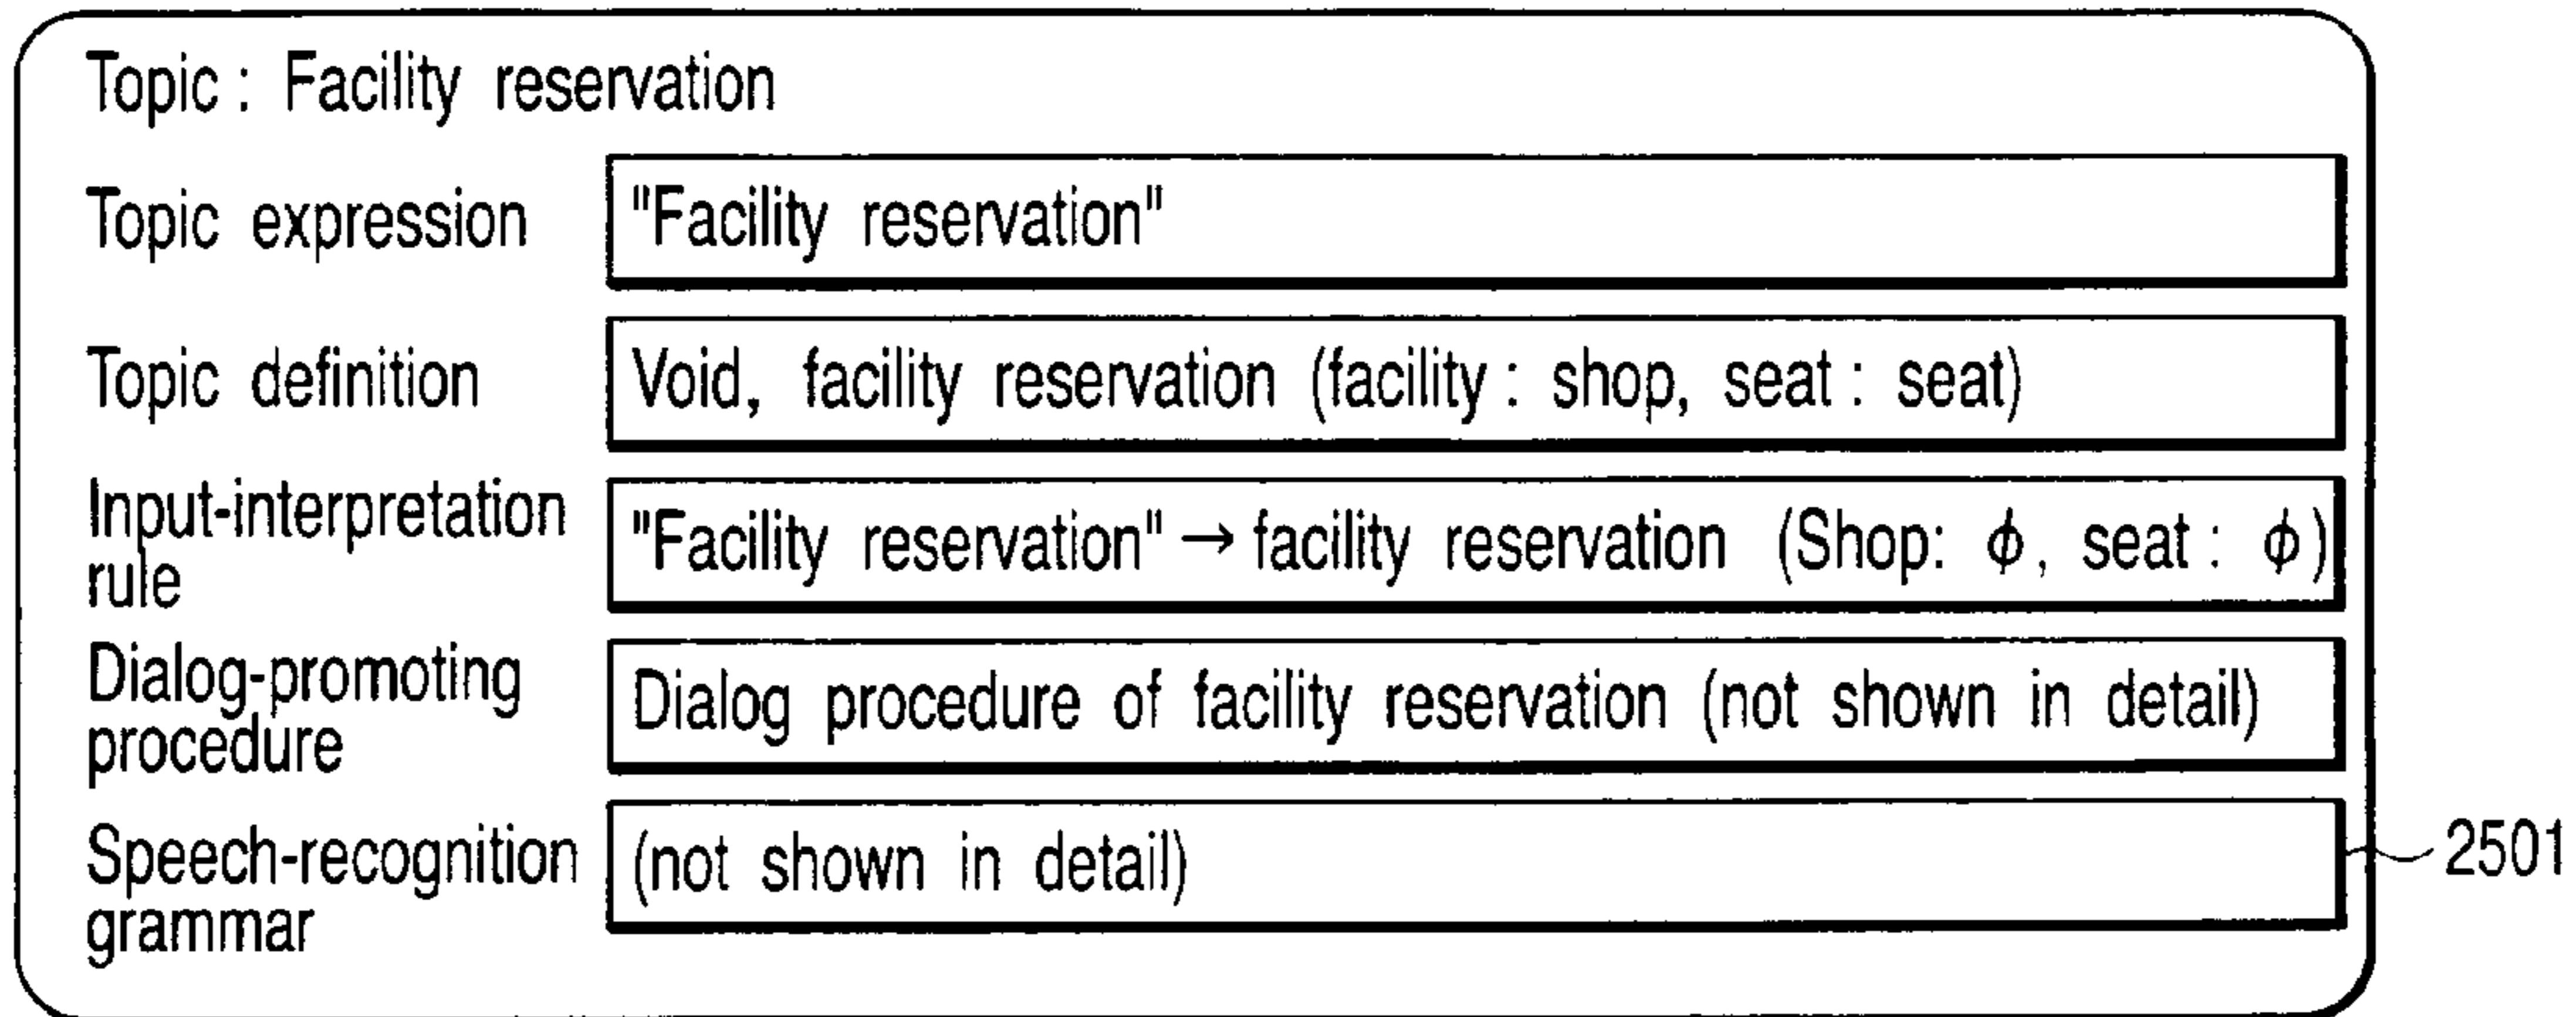 Topic : Facility reservation
Topic expression "Facility reservation"
Topic definition Void, facility reservation (facility : shop, seat : seat)
Input-interpretation
rule
"Facility reservation" → facility reservation (Shop: ϕ, seat : ϕ)
Dialog-promoting
procedure
Dialog procedure of facility reservation (not shown in detail)
Speech-recognition
grammar
(not shown in detail)
2501